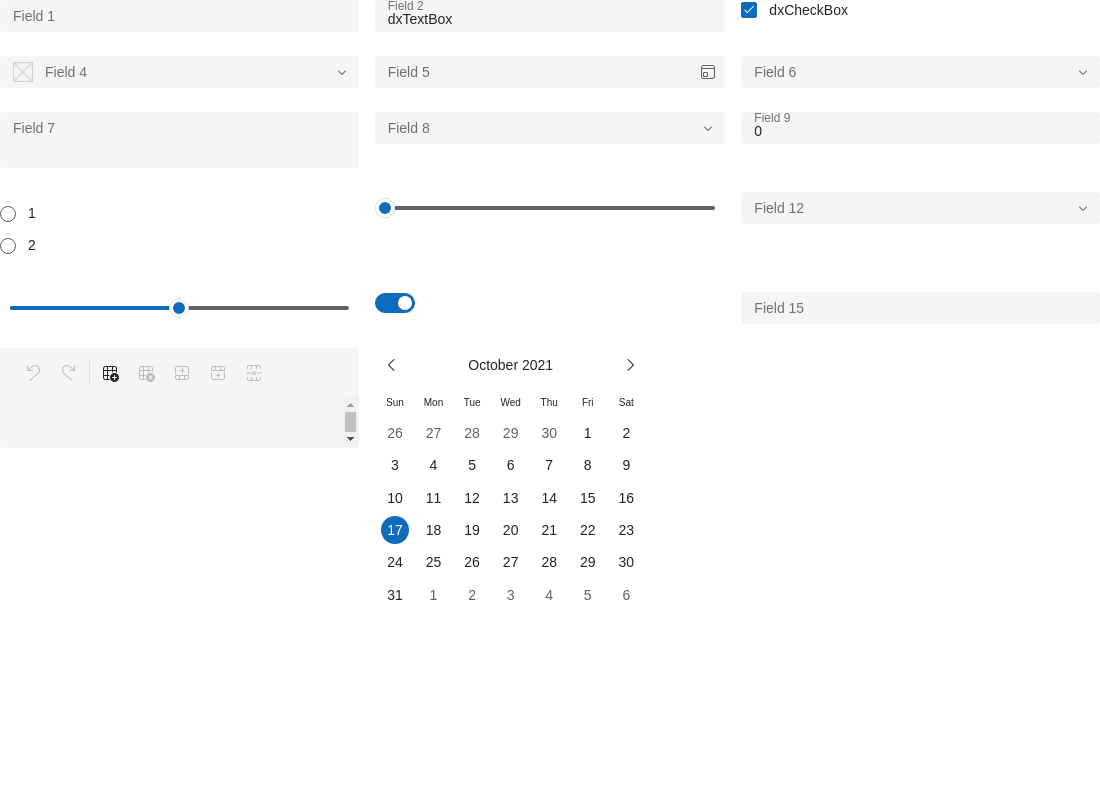 Field 1
Field 2
dxTextBox
dxCheckBox
Field 4
Field 5
Field 6
Field 7
Field 8
Field 9
0
1
2
Field 12
Field 15
October 2021
Sun Mon Tue Wed Thu Fri Sat
26 27 28 29 30 1 2
3 4 5 6 7 8 9
10 11 12 13 14 15 16
17 18 19 20 21 22 23
24 25 26 27 28 29 30
31 1 2 3 4 5 6